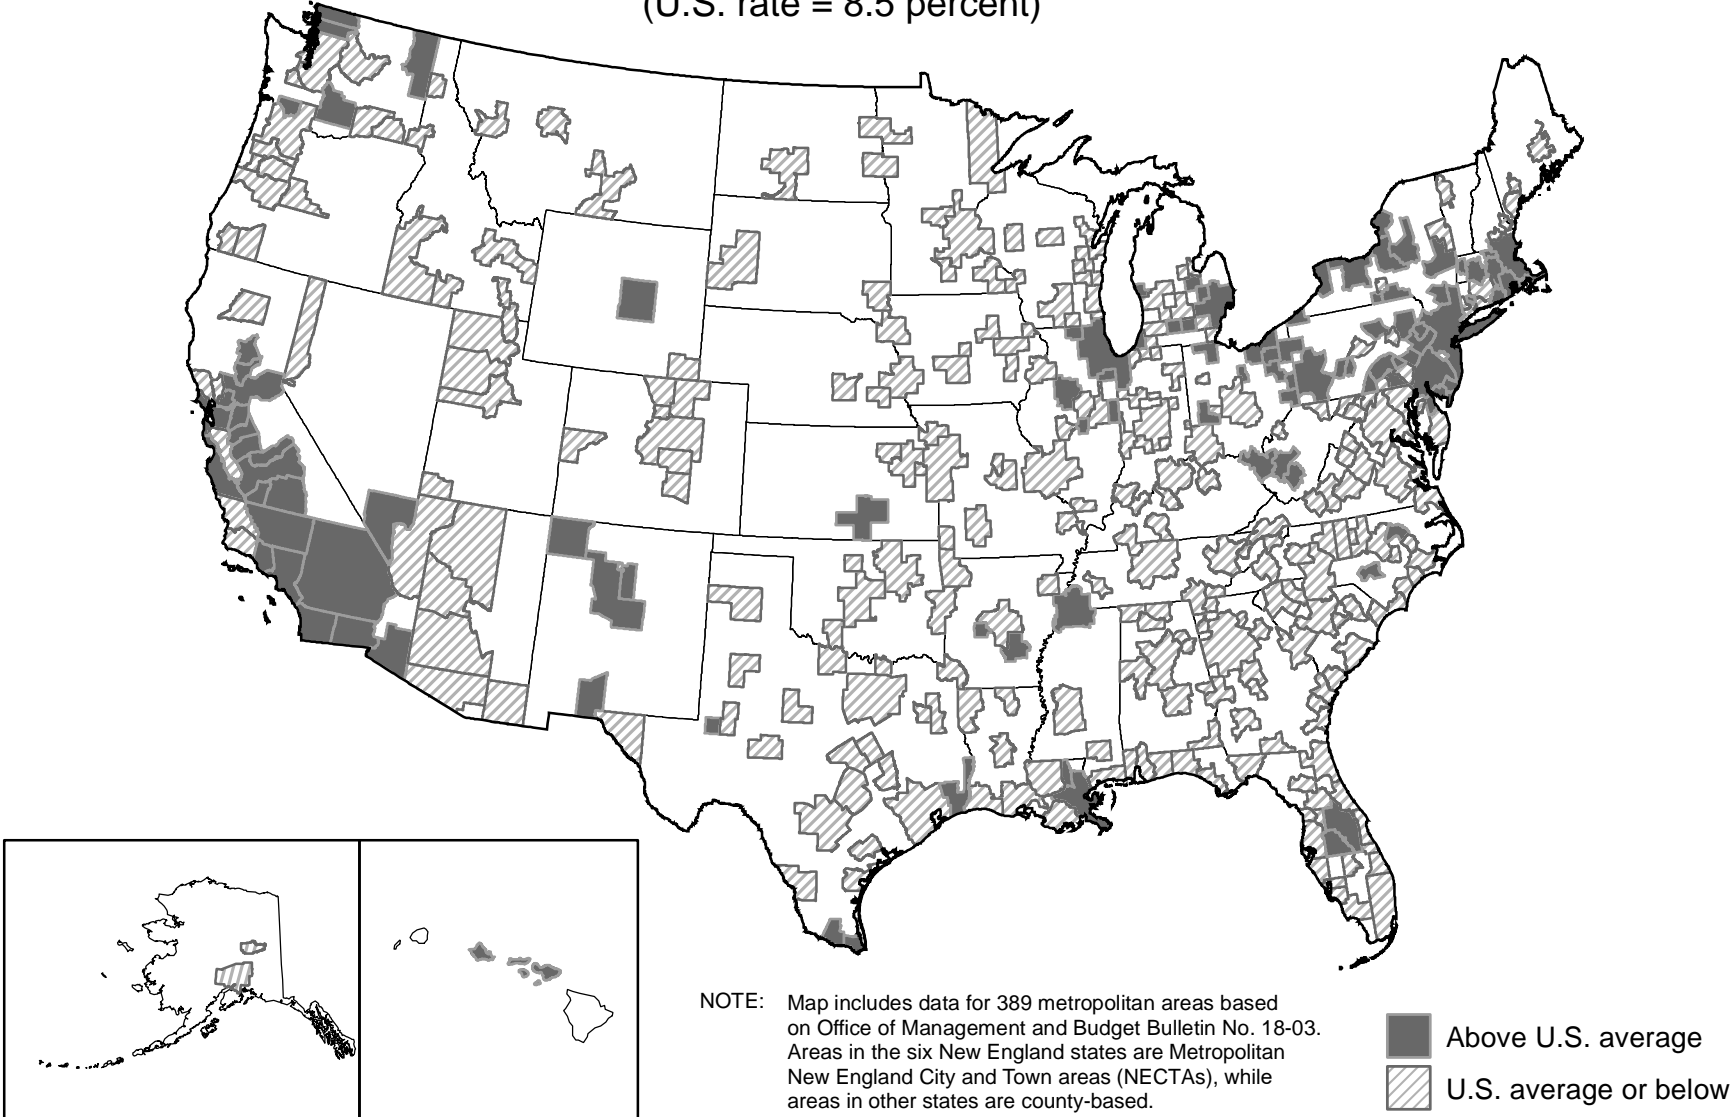 (U.S. rate = 8.5 percent)
NOTE: Map includes data for 389 metropolitan areas based
on Office of Management and Budget Bulletin No. 18-03.
Areas in the six New England states are Metropolitan
New England City and Town areas (NECTAs), while
areas in other states are county-based.
Above U.S. average
U.S. average or below